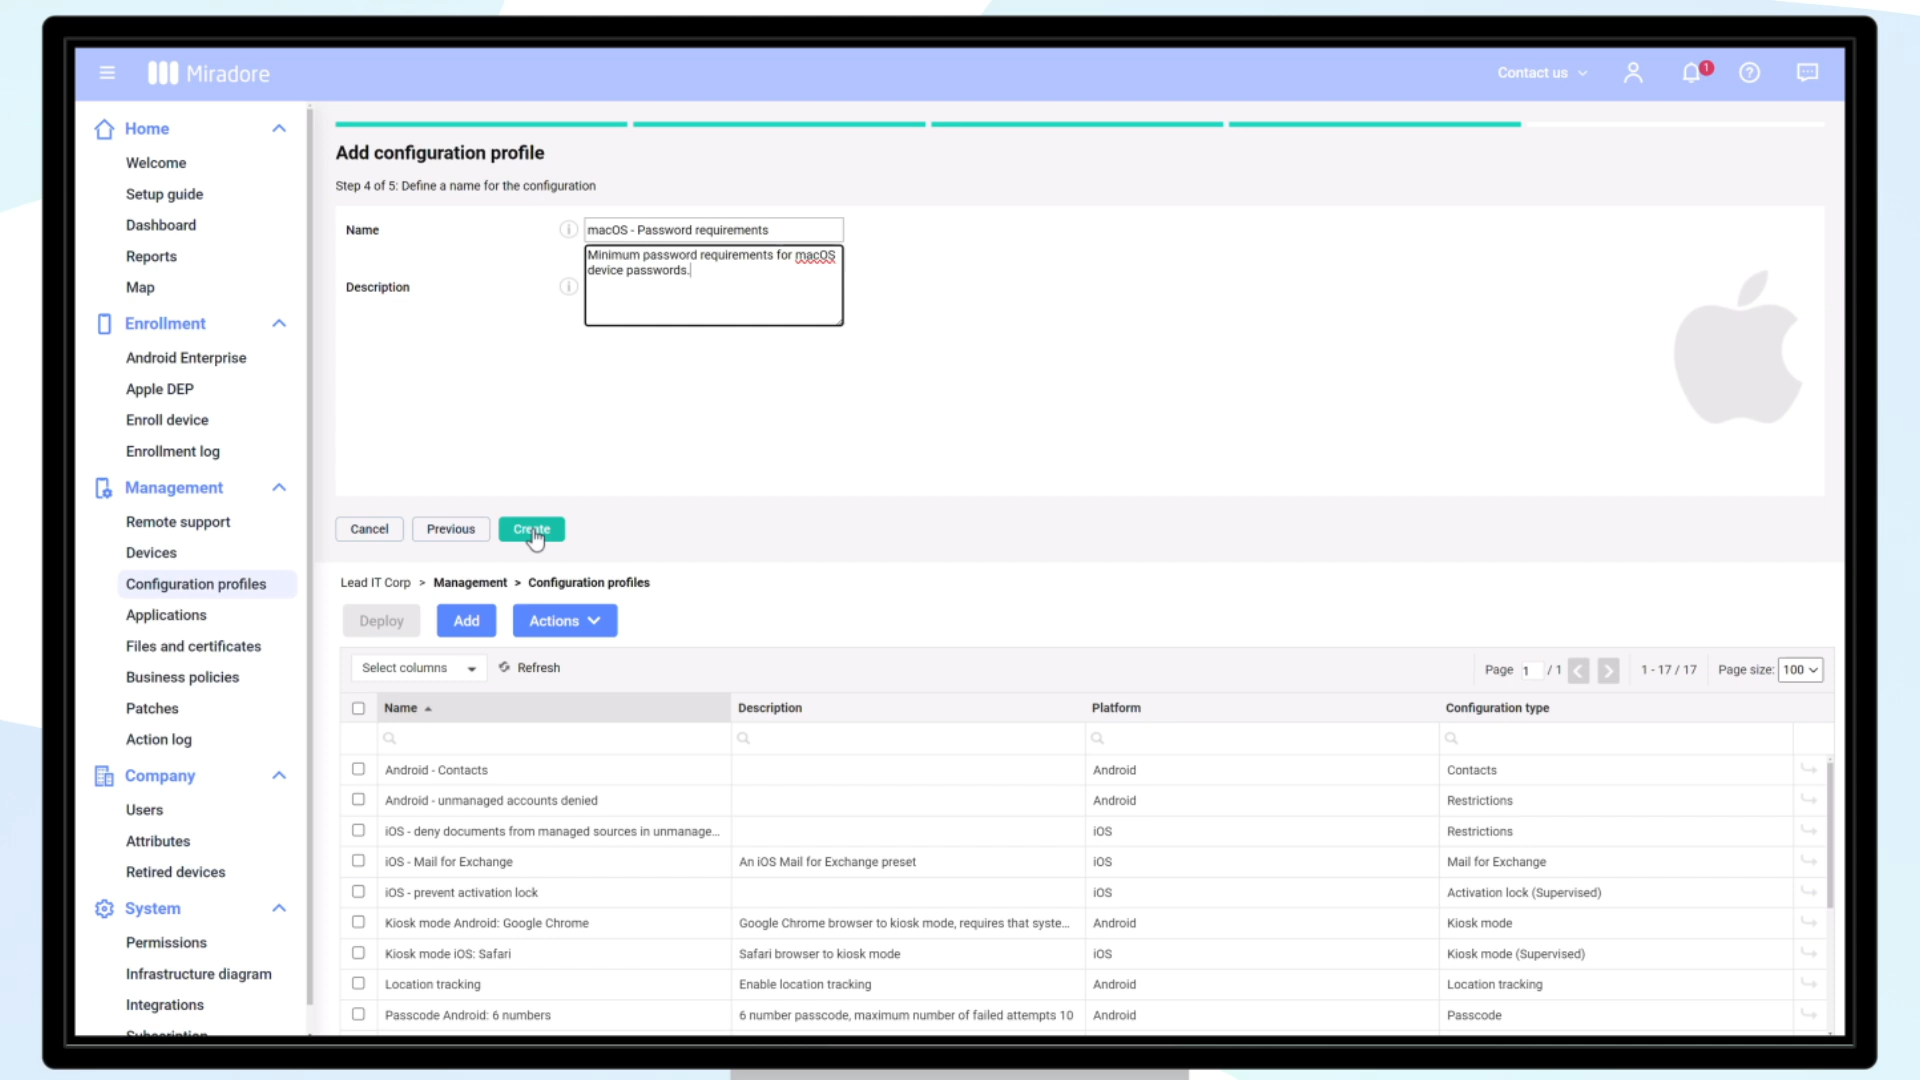 Miradore
Contact us
1
Home
Welcome
Setup guide
Dashboard
Reports
Map
Enrollment
Android Enterprise
Apple DEP
Enroll device
Enrollment log
Management
Remote support
Devices
Configuration profiles
Applications
Files and certificates
Business policies
Patches
Action log
Company
Users
Attributes
Retired devices
System
Permissions
Infrastructure diagram
Integrations
Subscription
Add configuration profile
Step 4 of 5: Define a name for the configuration
Name
macOS - Password requirements
Description
Minimum password requirements for macOS
device passwords.
Cancel Previous Create
Lead IT Corp > Management > Configuration profiles
Deploy Add Actions
Select columns Refresh Page 1 / 1 1 - 17 / 17 Page size: 100
Name Description Platform Configuration type
Android - Contacts Android Contacts
Android - unmanaged accounts denied Android Restrictions
iOS - deny documents from managed sources in unmanage... iOS Restrictions
iOS - Mail for Exchange An iOS Mail for Exchange preset iOS Mail for Exchange
iOS - prevent activation lock iOS Activation lock (Supervised)
Kiosk mode Android: Google Chrome Google Chrome browser to kiosk mode, requires that syste... Android Kiosk mode
Kiosk mode iOS: Safari Safari browser to kiosk mode iOS Kiosk mode (Supervised)
Location tracking Enable location tracking Android Location tracking
Passcode Android: 6 numbers 6 number passcode, maximum number of failed attempts 10 Android Passcode